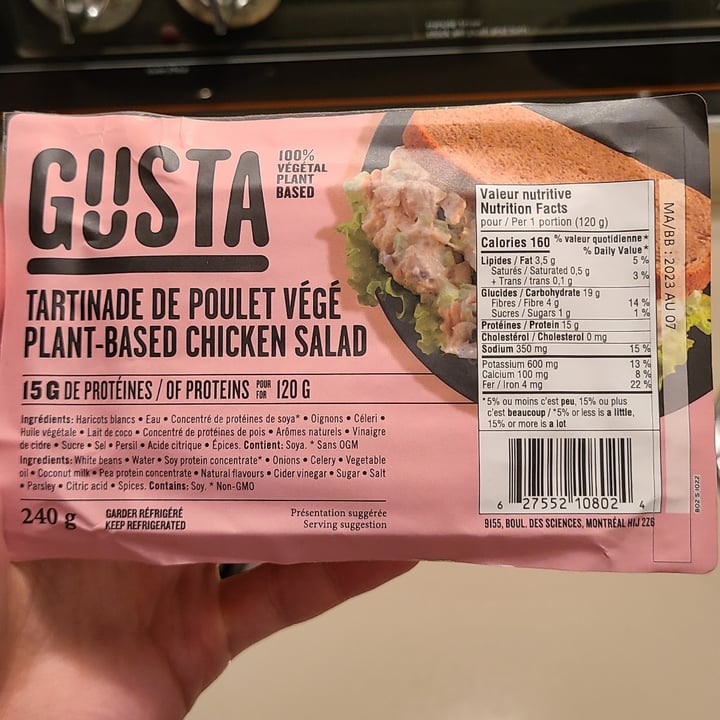 GUSTA
100%
VÉGÉTAL
PLANT
BASED
TARTINADE DE POULET VÉGÉ
PLANT-BASED CHICKEN SALAD
15 G DE PROTÉINES / OF PROTEINS POUR FOR 120 G
Ingrédients: Haricots blancs • Eau • Concentré de protéines de soya* • Oignons • Céleri •
Huile végétale • Lait de coco • Concentré de protéines de pois • Arômes naturels • Vinaigre
de cidre • Sucre • Sel • Persil • Acide citrique • Épices. Contient: Soya. * Sans OGM
Ingredients: White beans • Water • Soy protein concentrate* • Onions • Celery • Vegetable
oil • Coconut milk • Pea protein concentrate • Natural flavours • Cider vinegar • Sugar • Salt
• Parsley • Citric acid • Spices. Contains: Soy. * Non-GMO
240 g
GARDER RÉFRIGÉRÉ
KEEP REFRIGERATED
Présentation suggérée
Serving suggestion
Valeur nutritive
Nutrition Facts
pour / Per 1 portion (120 g)
Calories 160
% valeur quotidienne*
% Daily Value*
Lipides / Fat 3,5 g 5 %
Saturés / Saturated 0,5 g
+ Trans / trans 0,1 g 3 %
Glucides / Carbohydrate 19 g
Fibres / Fibre 4 g 14 %
Sucres / Sugars 1 g 1 %
Protéines / Protein 15 g
Cholestérol / Cholesterol 0 mg
Sodium 350 mg 15 %
Potassium 600 mg 13 %
Calcium 100 mg 8 %
Fer / Iron 4 mg 22 %
*5% ou moins c'est peu, 15% ou plus
c'est beaucoup / *5% or less is a little,
15% or more is a lot
6 27552 10802 4
9155, BOUL. DES SCIENCES, MONTRÉAL H1J 2Z6
MA/BB : 2023 AU 07